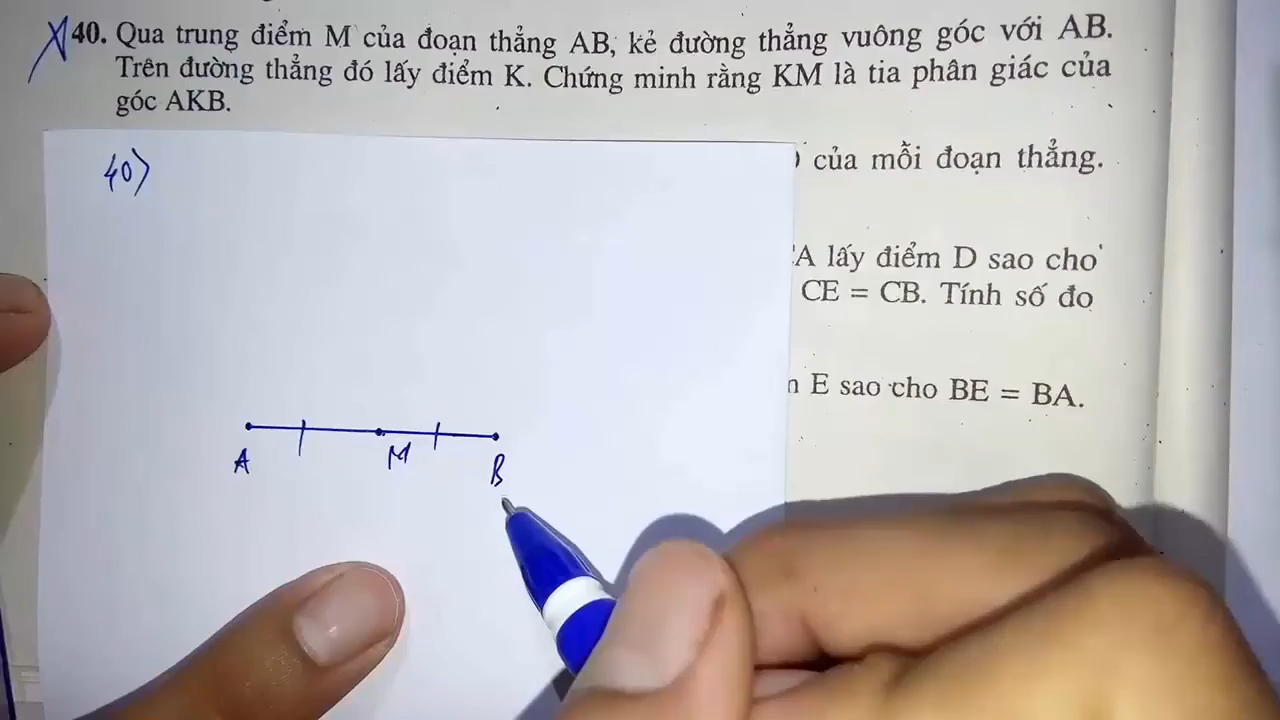 40. Qua trung điểm M của đoạn thẳng AB, kẻ đường thẳng vuông góc với AB.
Trên đường thẳng đó lấy điểm K. Chứng minh rằng KM là tia phân giác của
góc AKB.
40)
của mỗi đoạn thẳng.
A lấy điểm D sao cho
CE = CB. Tính số đo
E sao cho BE = BA.
A M B